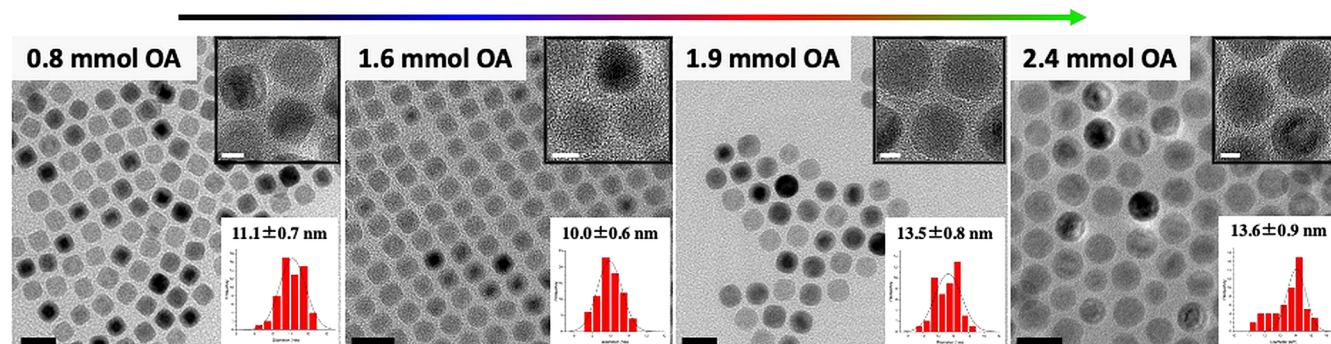 0.8 mmol OA
1.6 mmol OA
1.9 mmol OA
2.4 mmol OA
11.1±0.7 nm
10.0±0.6 nm
13.5±0.8 nm
13.6±0.9 nm